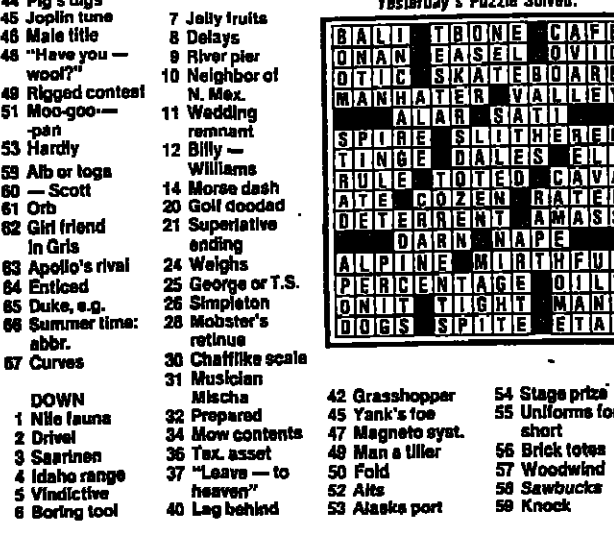 44 Pig's digs
45 Joplin tune
46 Male title
48 "Have you —
wool?"
49 Rigged contest
51 Moo-goo-—
-pan
53 Hardly
59 Alb or toga
60 — Scott
61 Orb
62 Girl friend
in Gris
63 Apollo's rival
64 Enticed
65 Duke, e.g.
66 Summer time:
abbr.
67 Curves
DOWN
1 Nile fauna
2 Drivel
3 Saarinen
4 Idaho range
5 Vindictive
6 Boring tool
7 Jelly fruits
8 Delays
9 River pier
10 Neighbor of
N. Mex.
11 Wedding
remnant
12 Billy —
Williams
14 Morse dash
20 Golf doodad
21 Superlative
ending
24 Weighs
25 George or T.S.
26 Simpleton
28 Mobster's
retinue
30 Chafflike scale
31 Musician
Mischa
32 Prepared
34 Mow contents
36 Tax. asset
37 "Leave — to
heaven"
40 Lag behind
Yesterday's Puzzle Solved:
BALI TBONE CAFE
ONAN EASEL OVI
OTIC SKATEBOAR
MANHATER VALLET
ALAR SATI
SPIRE SLITHERE
TINGE DALES EL
RULE TOTED CAVA
ATE COZEN RATE
DETERRENT AMASS
DARN NAPE
ALPINE MIRTHFUL
PERCENTAGE OIL
ONIT TIGHT MAN
DOGS SPITE ETA
42 Grasshopper
45 Yank's foe
47 Magneto syst.
49 Man a tiller
50 Fold
52 Alts
53 Alaska port
54 Stage prize
55 Uniforms fo
short
56 Brick totes
57 Woodwind
58 Sawbucks
59 Knock